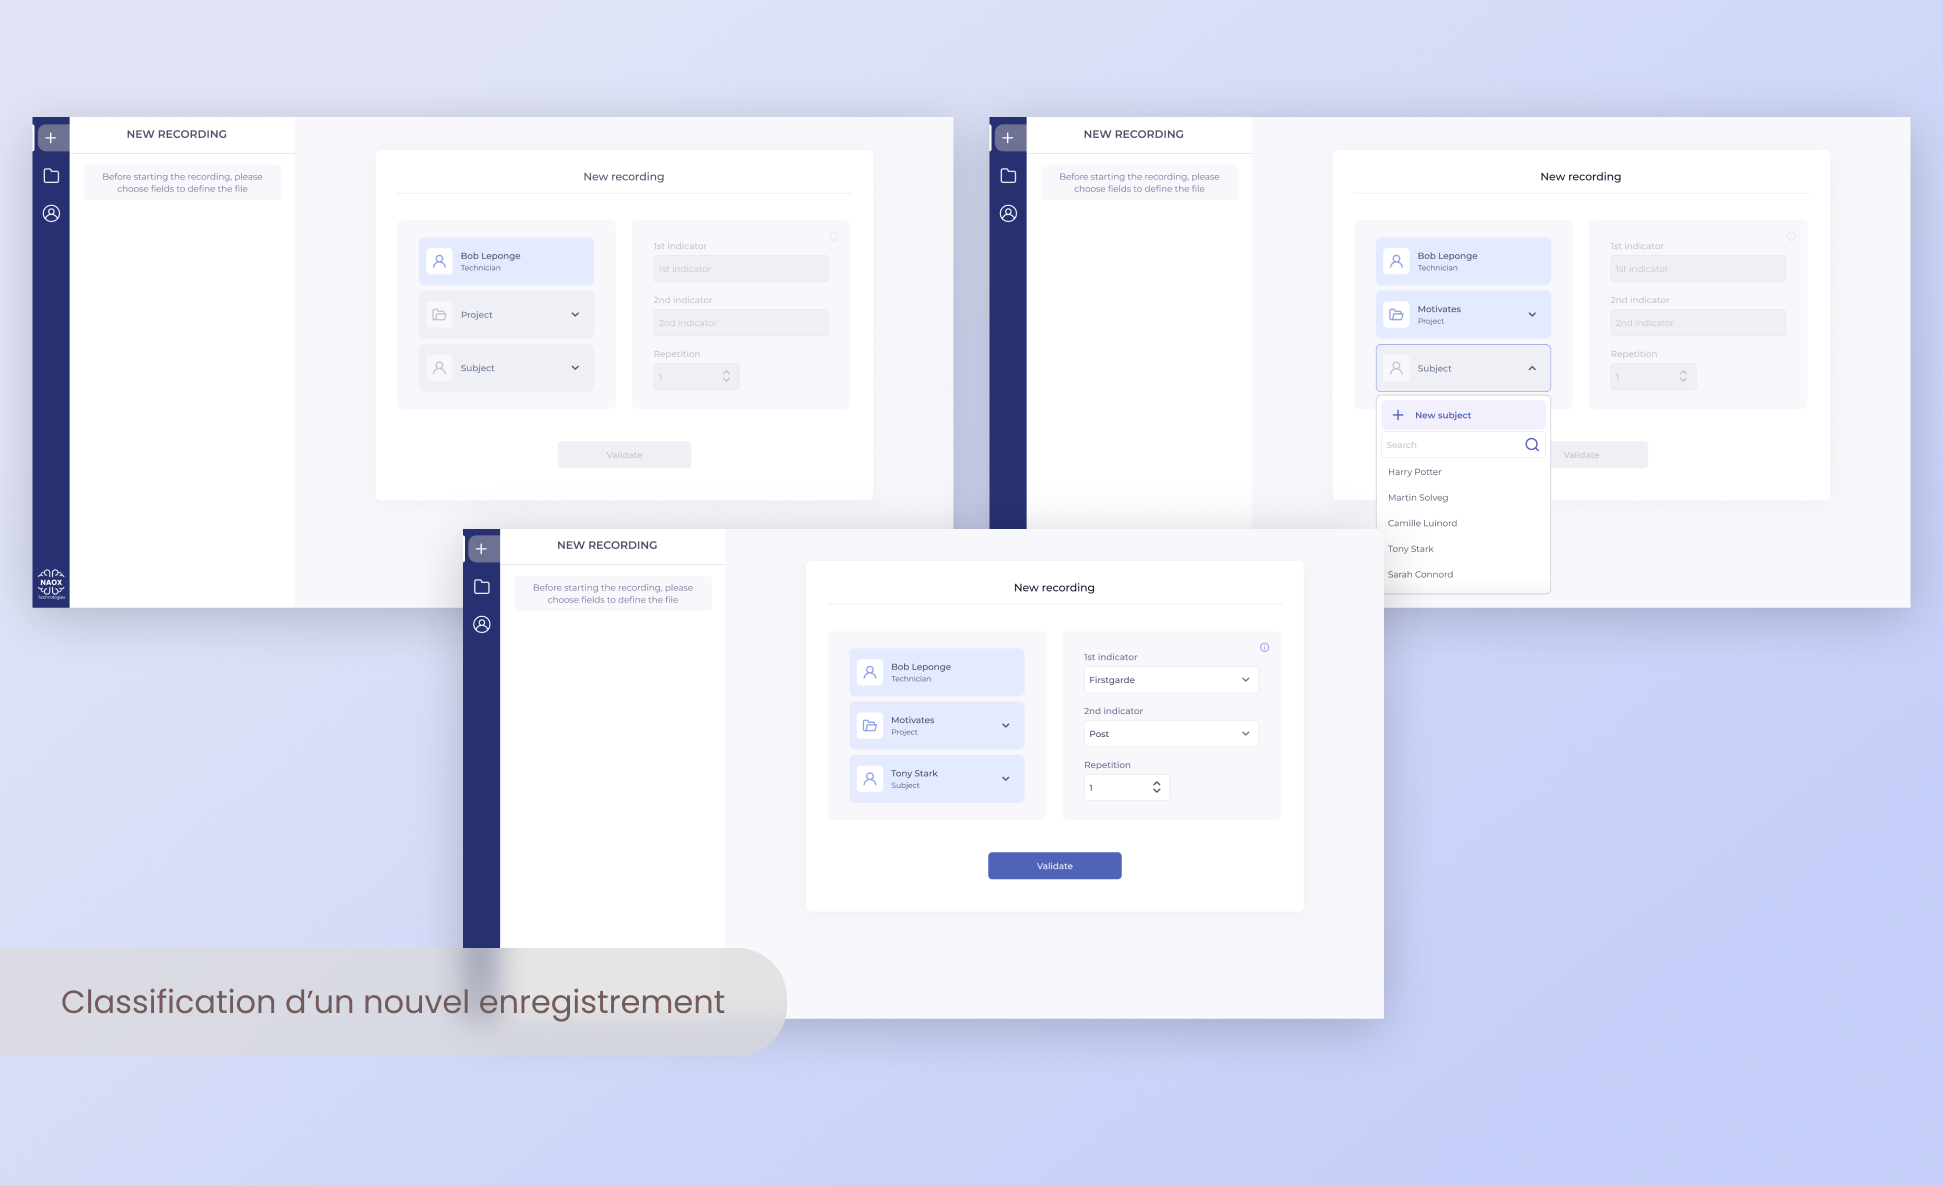 NEW RECORDING
Before starting the recording, please
choose fields to define the file
NAOX
Technologies
New recording
Bob Leponge
Technician
Project
Subject
1st indicator
1st indicator
2nd indicator
2nd indicator
Repetition
1
Validate
NEW RECORDING
Before starting the recording, please
choose fields to define the file
New recording
Bob Leponge
Technician
Motivates
Project
Subject
New subject
Search
Harry Potter
Martin Solveg
Camille Luinord
Tony Stark
Sarah Connord
1st indicator
1st indicator
2nd indicator
2nd indicator
Repetition
1
Validate
NEW RECORDING
Before starting the recording, please
choose fields to define the file
New recording
Bob Leponge
Technician
Motivates
Project
Tony Stark
Subject
1st indicator
Firstgarde
2nd indicator
Post
Repetition
1
Validate
Classification d’un nouvel enregistrement